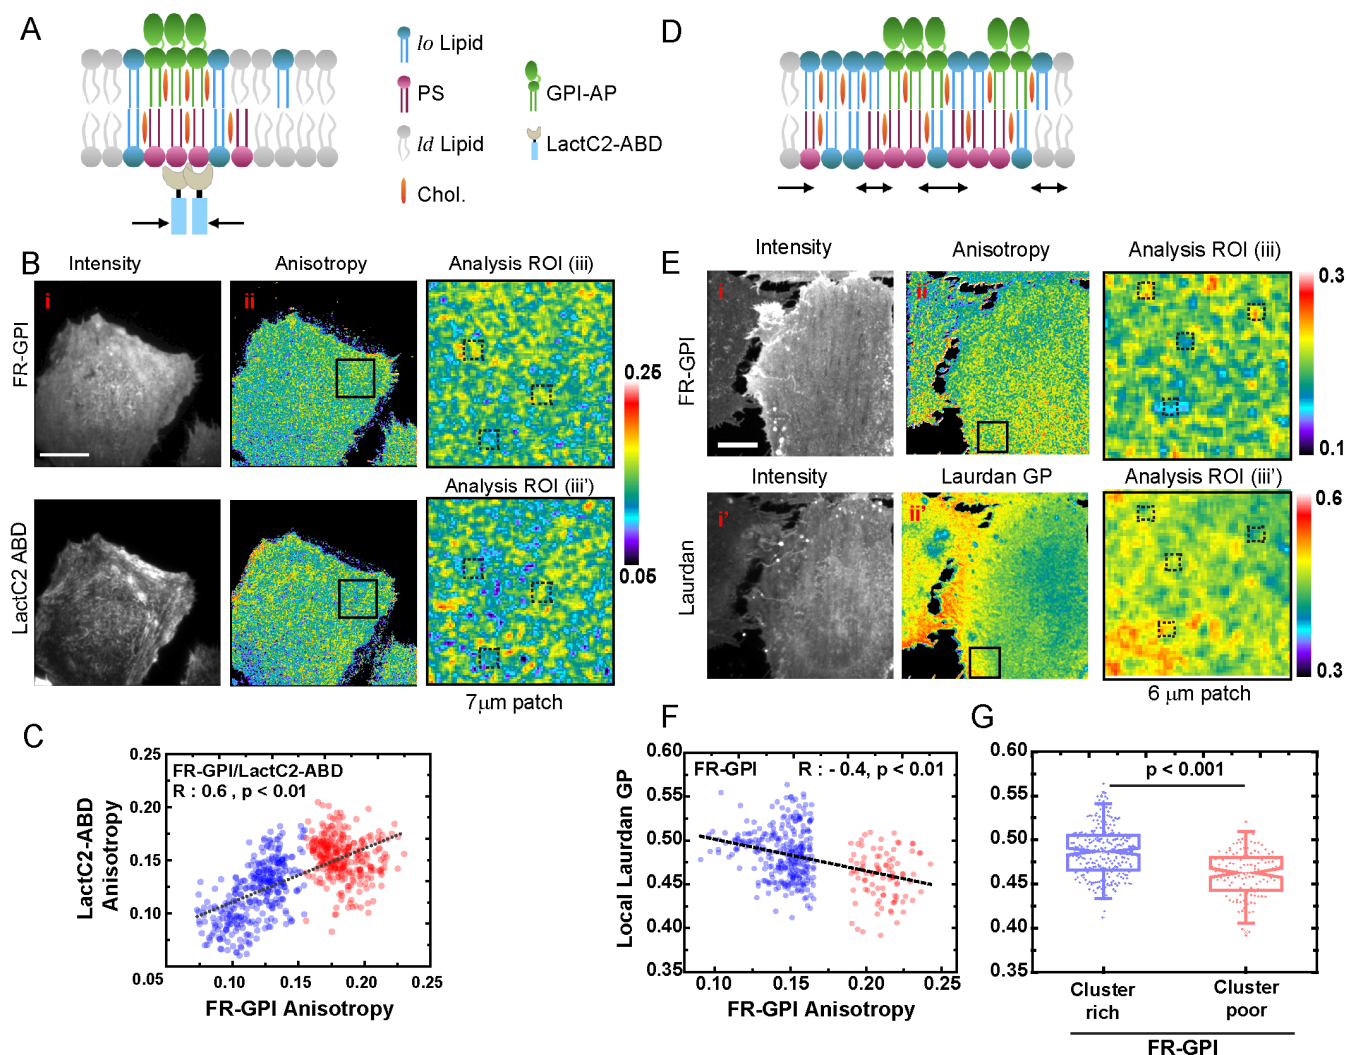 A
lo Lipid
PS
ld Lipid
Chol.
GPI-AP
LactC2-ABD
D
B
Intensity
Anisotropy
Analysis ROI (iii)
FR-GPI
i
ii
0.25
0.05
LactC2 ABD
Analysis ROI (iii')
7μm patch
E
Intensity
Anisotropy
Analysis ROI (iii)
FR-GPI
i
ii
0.3
0.1
Intensity
Laurdan GP
Analysis ROI (iii')
Laurdan
i'
ii'
0.6
0.3
6 μm patch
C
FR-GPI/LactC2-ABD
R : 0.6 , p < 0.01
LactC2-ABD
Anisotropy
0.25
0.20
0.15
0.10
0.05
0.10
0.15
0.20
0.25
FR-GPI Anisotropy
F
FR-GPI
R : - 0.4, p < 0.01
Local Laurdan GP
0.60
0.55
0.50
0.45
0.40
0.35
0.10
0.15
0.20
0.25
FR-GPI Anisotropy
G
p < 0.001
0.60
0.55
0.50
0.45
0.40
0.35
Cluster
rich
Cluster
poor
FR-GPI